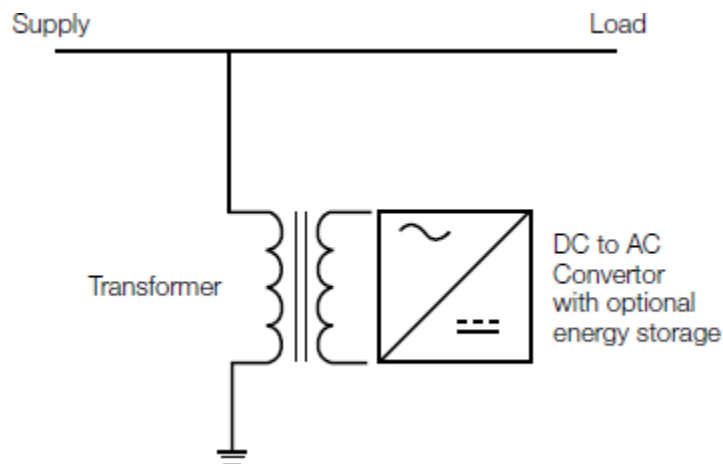 Supply
Load
Transformer
DC to AC
Convertor
with optional
energy storage